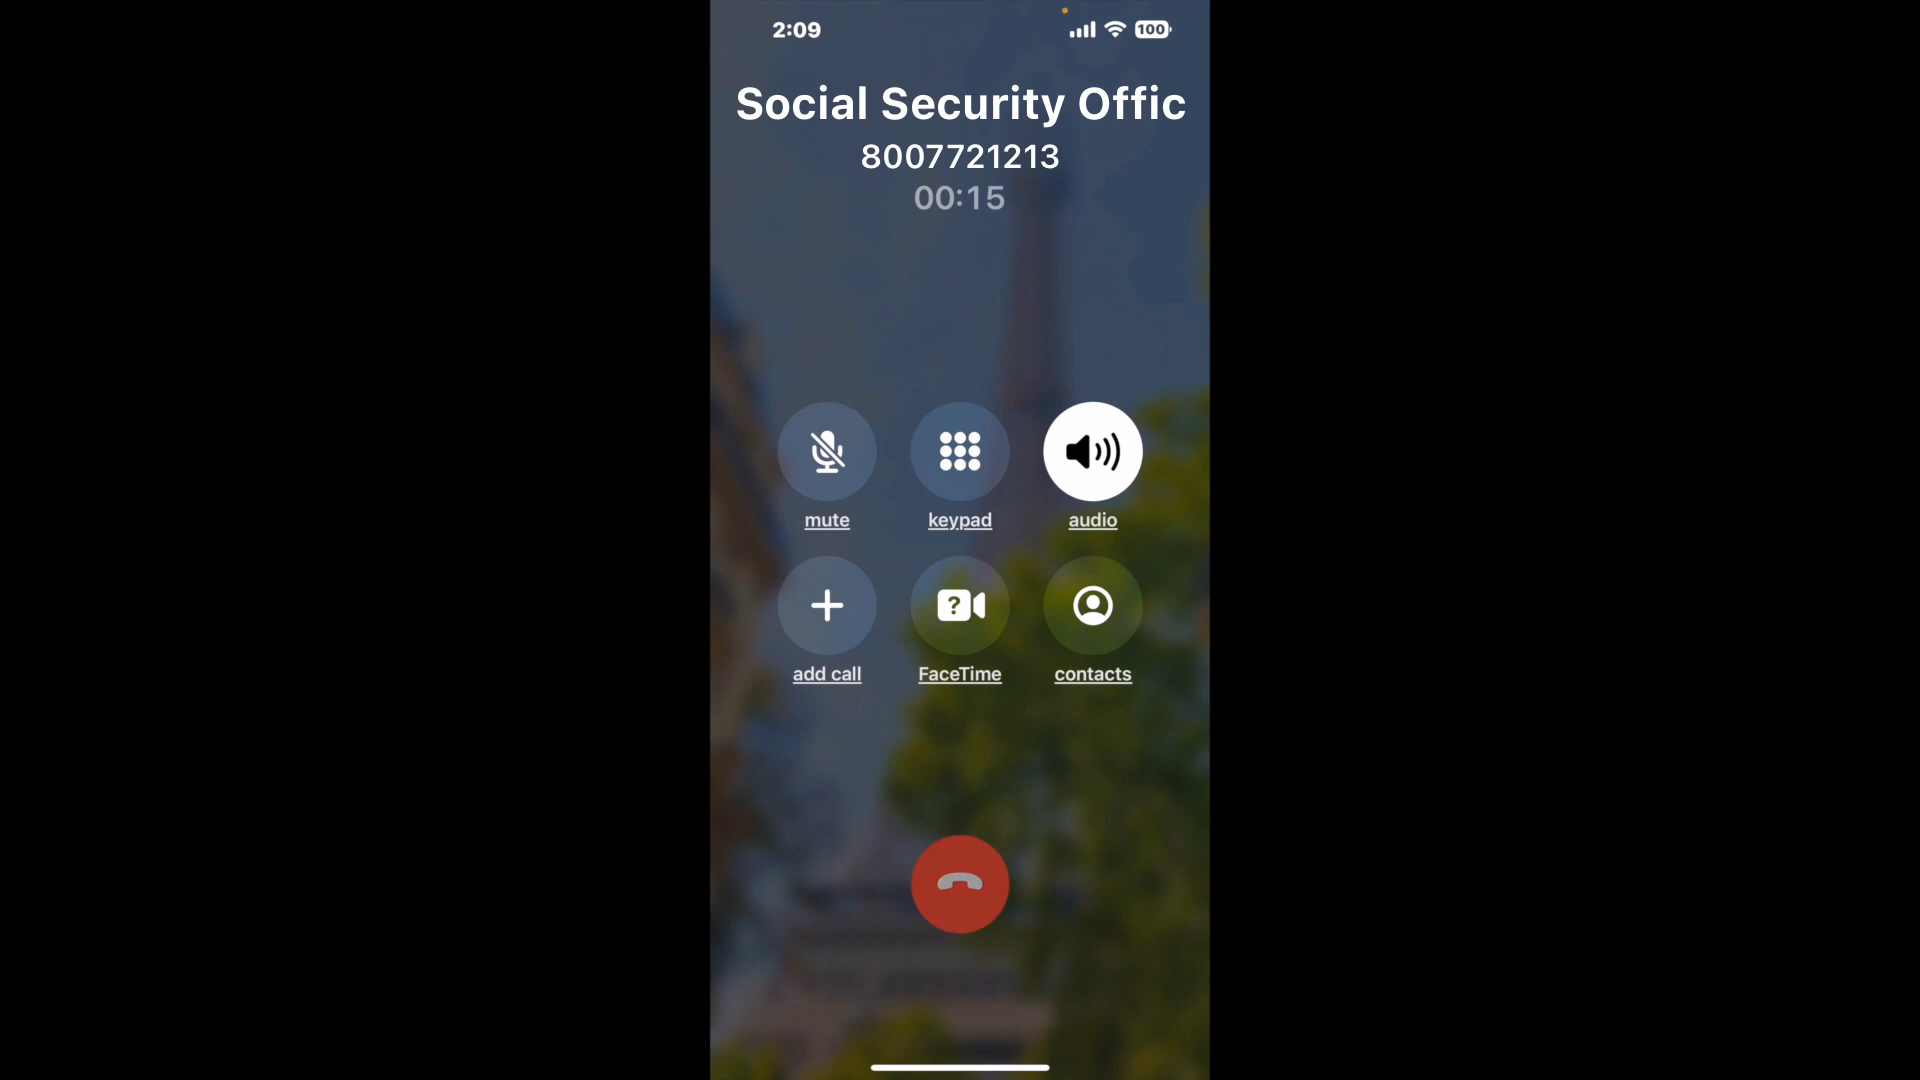 2:09
100
Social Security Offic
8007721213
00:15
mute
keypad
audio
?
add call
FaceTime
contacts